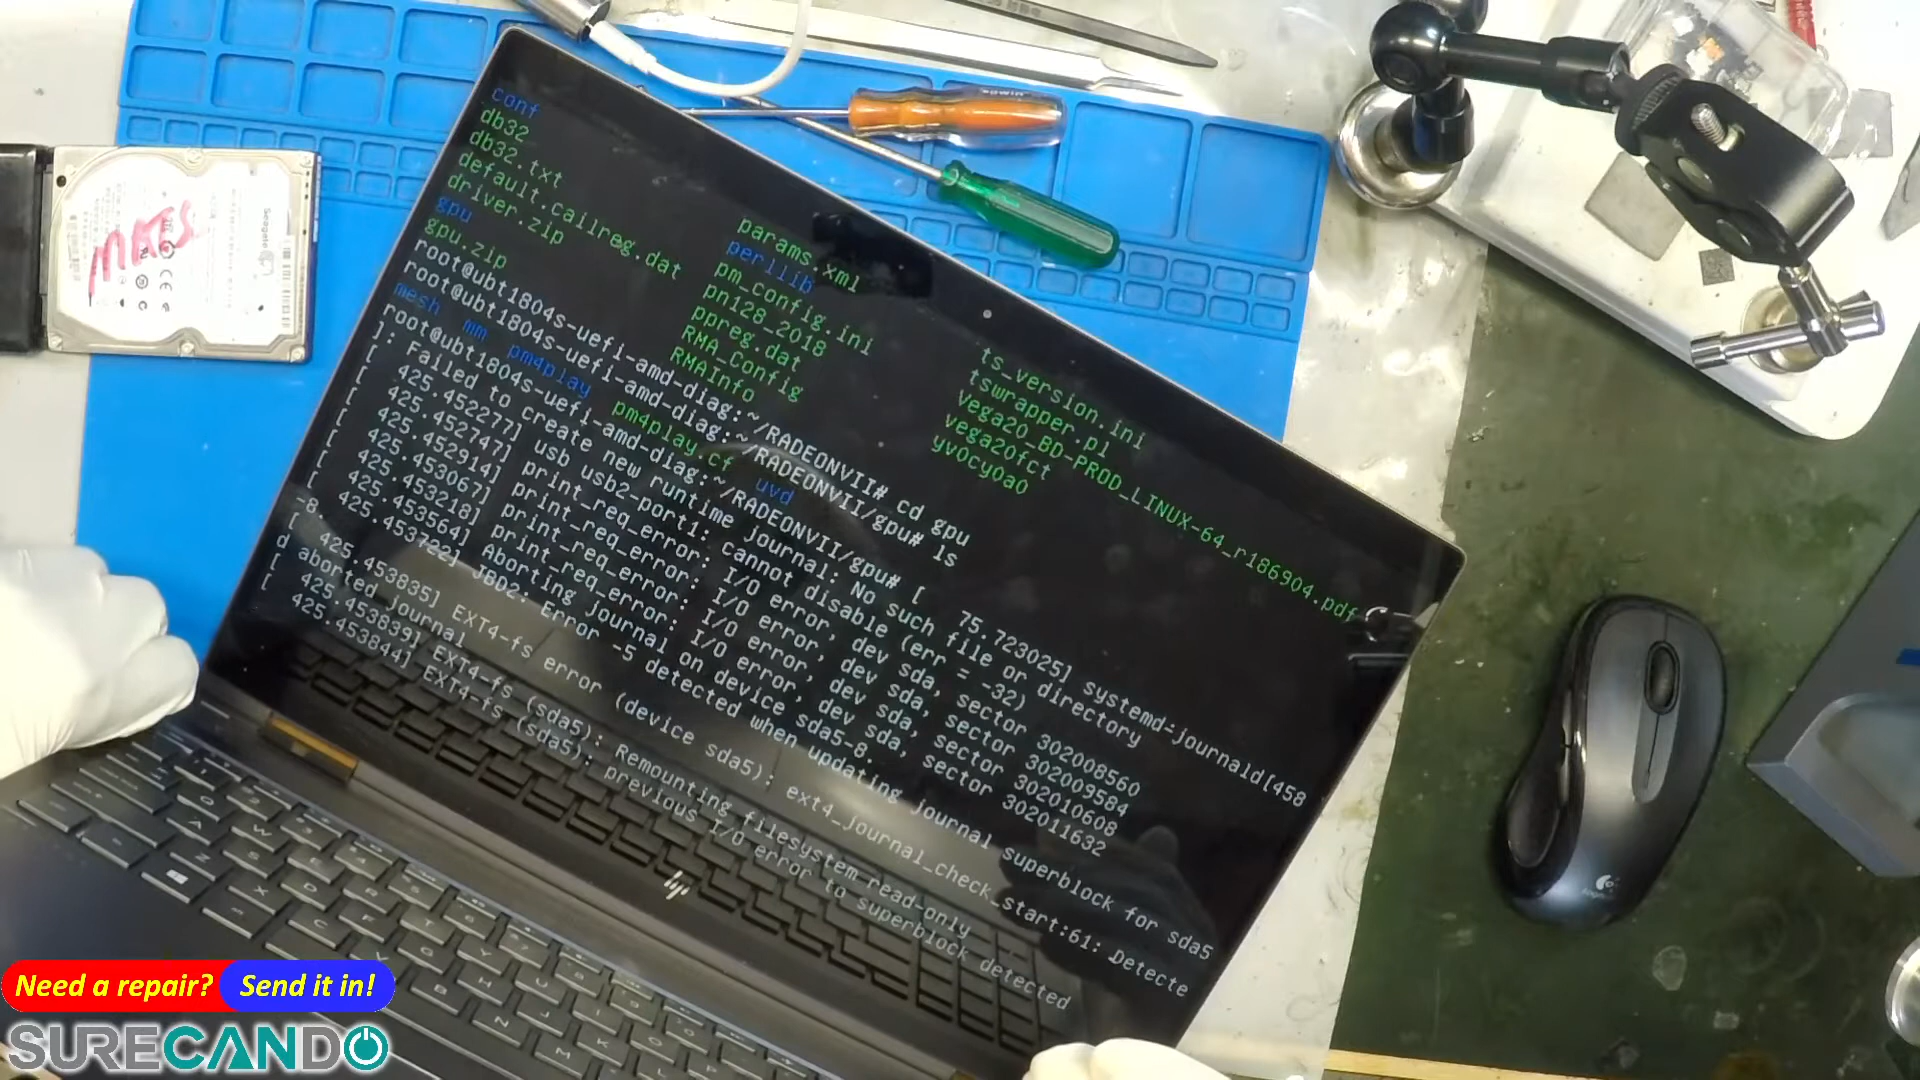 conf
db32
db32.txt
default.cailreg.dat
driver.zip
gpu
gpu.zip
params.xml
perllib
pm_config.ini
pn128_2018
ppreg.dat
RMA_Config
RMAInfo
ts_version.ini
tswrapper.pl
vega20_BD-PROD_LINUX-64_r186904.pdf
vega20fct
yv0cy0a0
root@ubt1804s-uefi-amd-diag:~/RADEONVII# cd gpu
root@ubt1804s-uefi-amd-diag:~/RADEONVII/gpu# ls
mesh mm pm4play pm4play.cf uvd
root@ubt1804s-uefi-amd-diag:~/RADEONVII/gpu# [ 75.723025] systemd-journald[458
]: Failed to create new runtime journal: No such file or directory
[ 425.452277] usb usb2-port1: cannot disable (err = -32)
[ 425.452747] print_req_error: I/O error, dev sda, sector 302008560
[ 425.452914] print_req_error: I/O error, dev sda, sector 302009584
[ 425.453067] print_req_error: I/O error, dev sda, sector 302010608
[ 425.453218] print_req_error: I/O error, dev sda, sector 302011632
[ 425.453564] Aborting journal on device sda5-8.
[ 425.453722] JBD2: Error -5 detected when updating journal superblock for sda5
-8.
[ 425.453835] EXT4-fs error (device sda5): ext4_journal_check_start:61: Detecte
d aborted journal
[ 425.453839] EXT4-fs (sda5): Remounting filesystem read-only
[ 425.453844] EXT4-fs (sda5): previous I/O error to superblock detected
hp
Seagate
MRS
Need a repair? Send it in!
SURECANDO